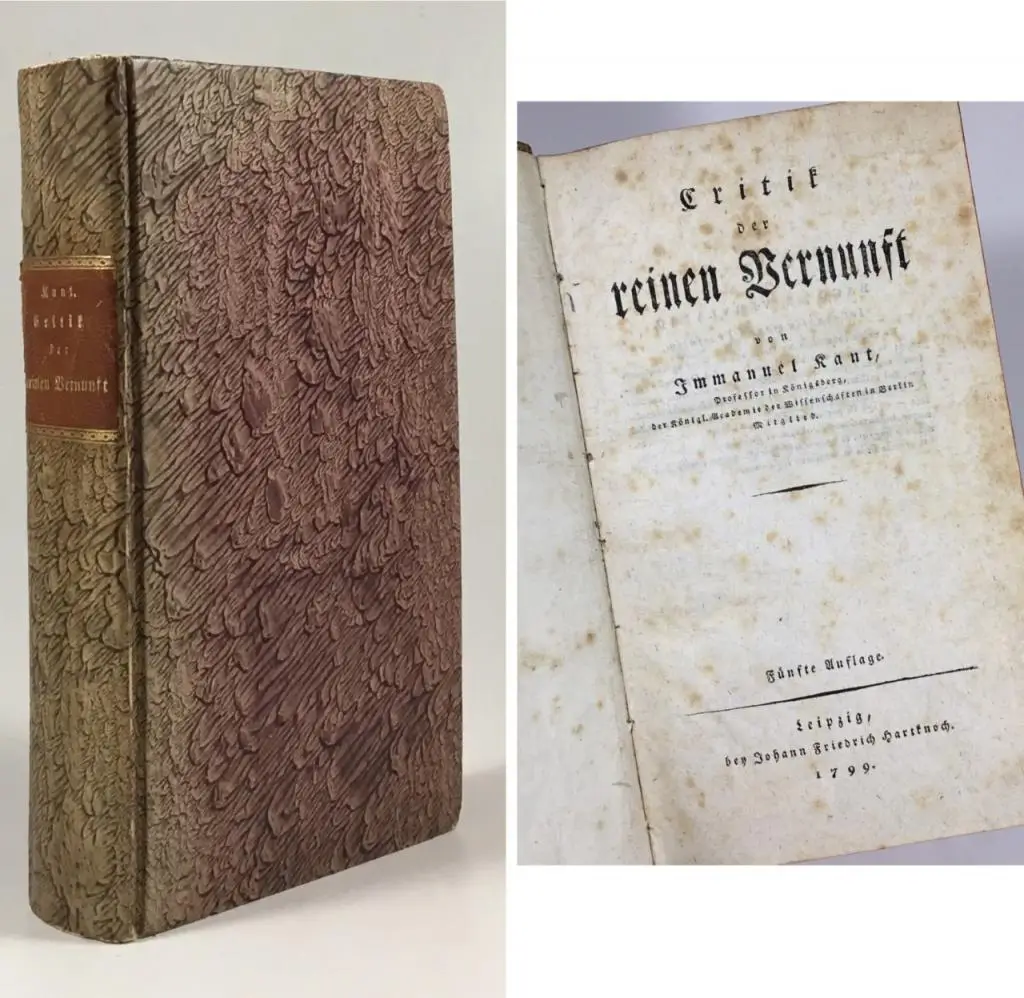 Kant.
Critik
der
reinen Vernunft
Critik
der
reinen Vernunft
von
Immanuel Kant,
Professor in Königsberg,
der Königl. Academie der Wissenschaften in Berlin
Mitglied.
Fünfte Auflage.
Leipzig,
bey Johann Friedrich Hartknoch.
1799.